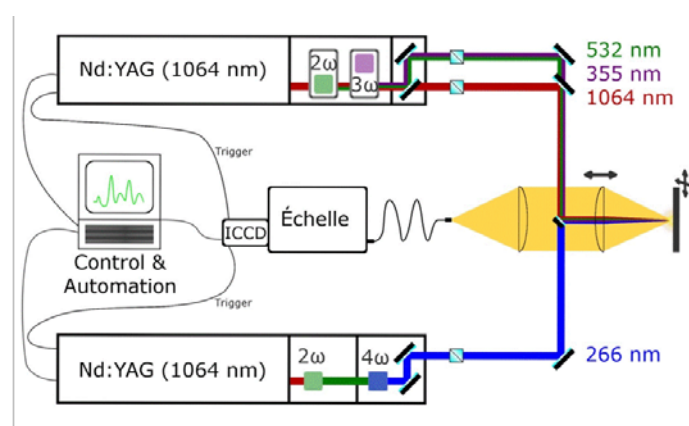 Nd:YAG (1064 nm)
2ω
3ω
532 nm
355 nm
1064 nm
Trigger
ICCD
Échelle
Control &
Automation
Trigger
Nd:YAG (1064 nm)
2ω
4ω
266 nm